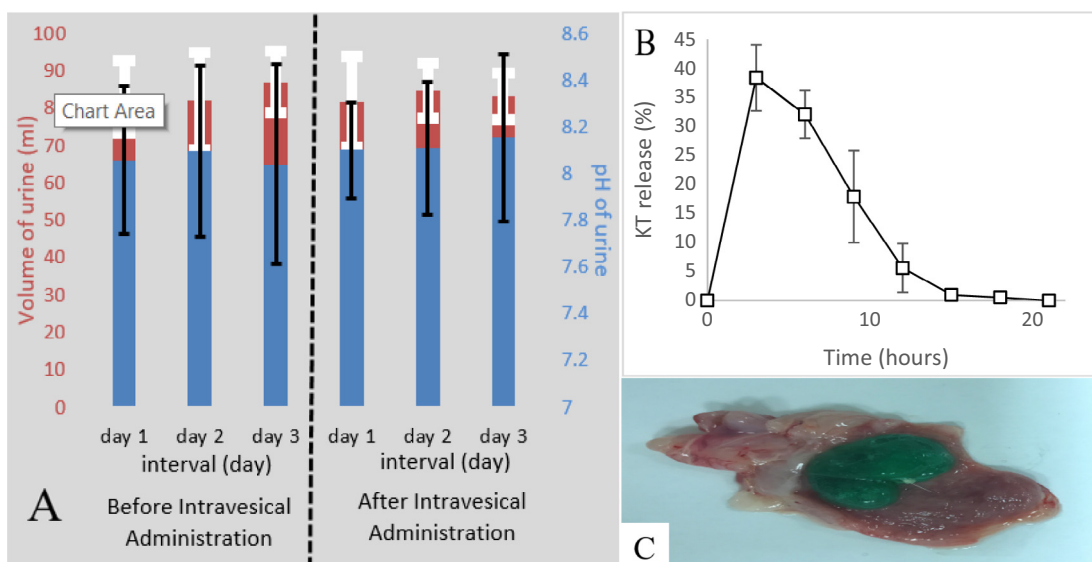 100
90
80
70
60
50
40
30
20
10
0
Volume of urine (ml)
Chart Area
8.6
8.4
8.2
8
7.8
7.6
7.4
7.2
7
pH of urine
day 1 day 2 day 3
interval (day)
Before Intravesical
Administration
day 1 day 2 day 3
interval (day)
After Intravesical
Administration
A
B
45
40
35
30
25
20
15
10
5
0
KT release (%)
0 10 20
Time (hours)
C